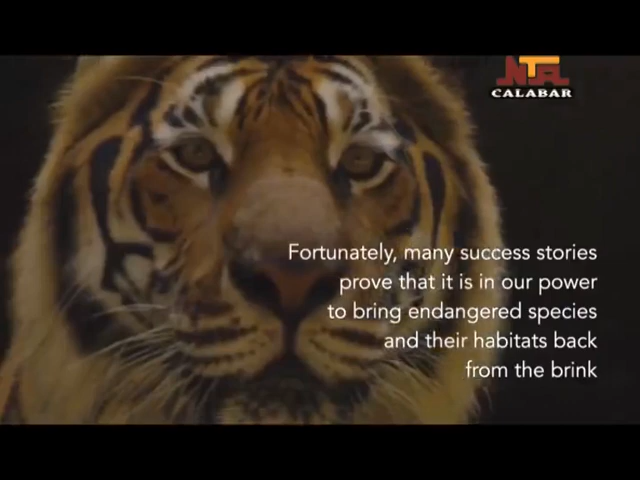 NTA
CALABAR
Fortunately, many success stories
prove that it is in our power
to bring endangered species
and their habitats back
from the brink